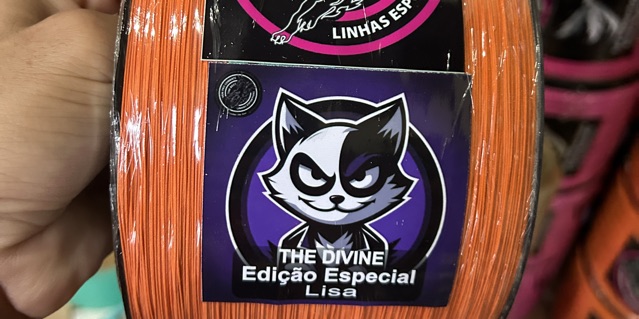 LINHAS ESP
THE DIVINE
Edição Especial
Lisa